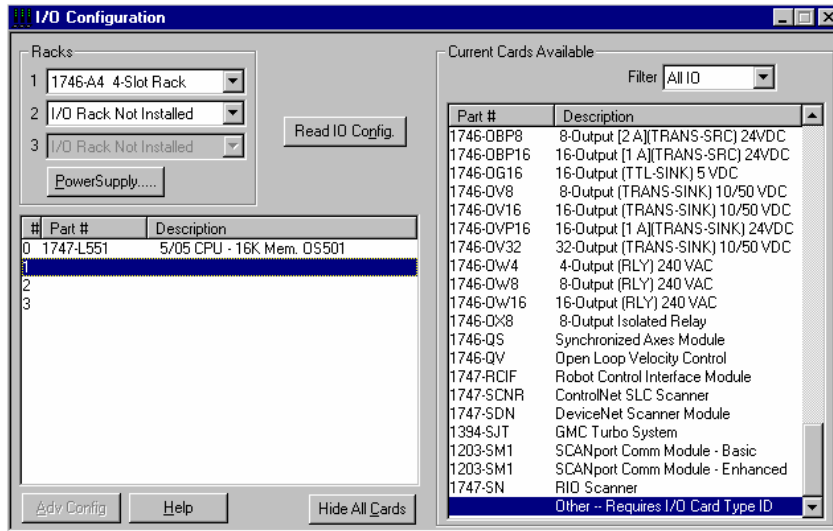 I/O Configuration
Racks
1 1746-A4 4-Slot Rack
2 I/O Rack Not Installed
3 I/O Rack Not Installed
PowerSupply.....
Read IO Config.
# Part # Description
0 1747-L551 5/05 CPU - 16K Mem. OS501
1
2
3
Adv Config Help Hide All Cards
Current Cards Available
Filter All IO
Part # Description
1746-OBP8 8-Output [2 A](TRANS-SRC) 24VDC
1746-OBP16 16-Output [1 A](TRANS-SRC) 24VDC
1746-OG16 16-Output (TTL-SINK) 5 VDC
1746-OV8 8-Output (TRANS-SINK) 10/50 VDC
1746-OV16 16-Output (TRANS-SINK) 10/50 VDC
1746-OVP16 16-Output [1 A](TRANS-SINK) 24VDC
1746-OV32 32-Output (TRANS-SINK) 10/50 VDC
1746-OW4 4-Output (RLY) 240 VAC
1746-OW8 8-Output (RLY) 240 VAC
1746-OW16 16-Output (RLY) 240 VAC
1746-OX8 8-Output Isolated Relay
1746-QS Synchronized Axes Module
1746-QV Open Loop Velocity Control
1747-RCIF Robot Control Interface Module
1747-SCNR ControlNet SLC Scanner
1747-SDN DeviceNet Scanner Module
1394-SJT GMC Turbo System
1203-SM1 SCANport Comm Module - Basic
1203-SM1 SCANport Comm Module - Enhanced
1747-SN RIO Scanner
Other -- Requires I/O Card Type ID